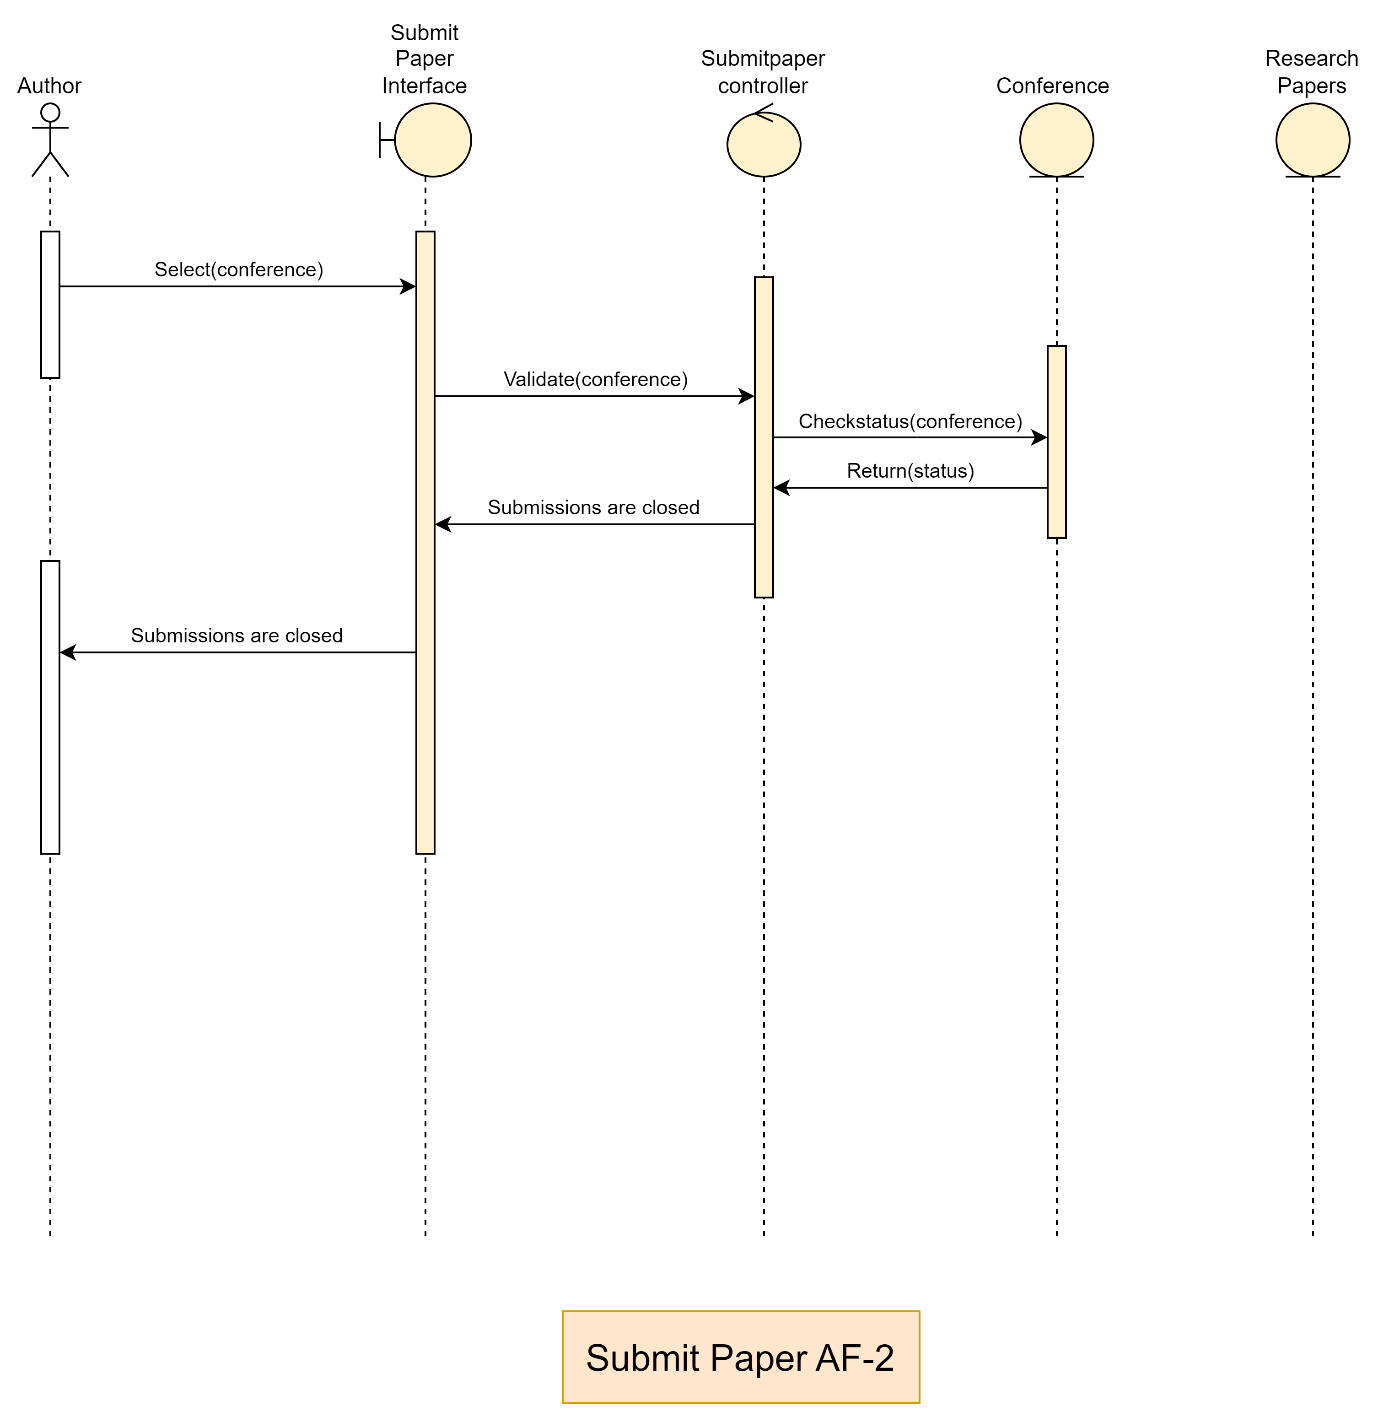 Author
Submit
Paper
Interface
Submitpaper
controller
Conference
Research
Papers
Select(conference)
Validate(conference)
Checkstatus(conference)
Return(status)
Submissions are closed
Submissions are closed
Submit Paper AF-2